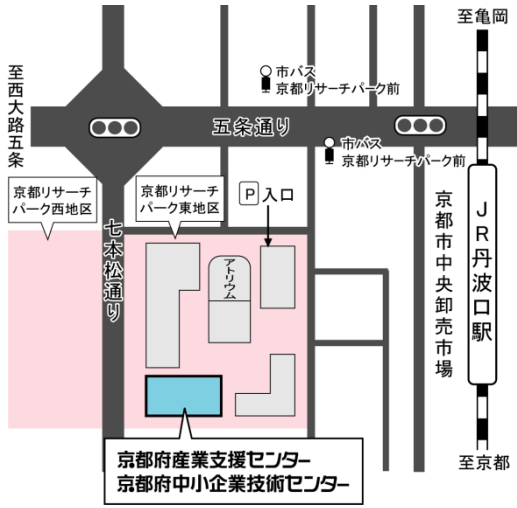 至亀岡
市バス
京都リサーチパーク前
至西大路五条
五条通り
市バス
京都リサーチパーク前
京都リサーチ
パーク西地区
京都リサーチ
パーク東地区
P 入口
七本松通り
アトリウム
京都市中央卸売市場
JR丹波口駅
京都府産業支援センター
京都府中小企業技術センター
至京都